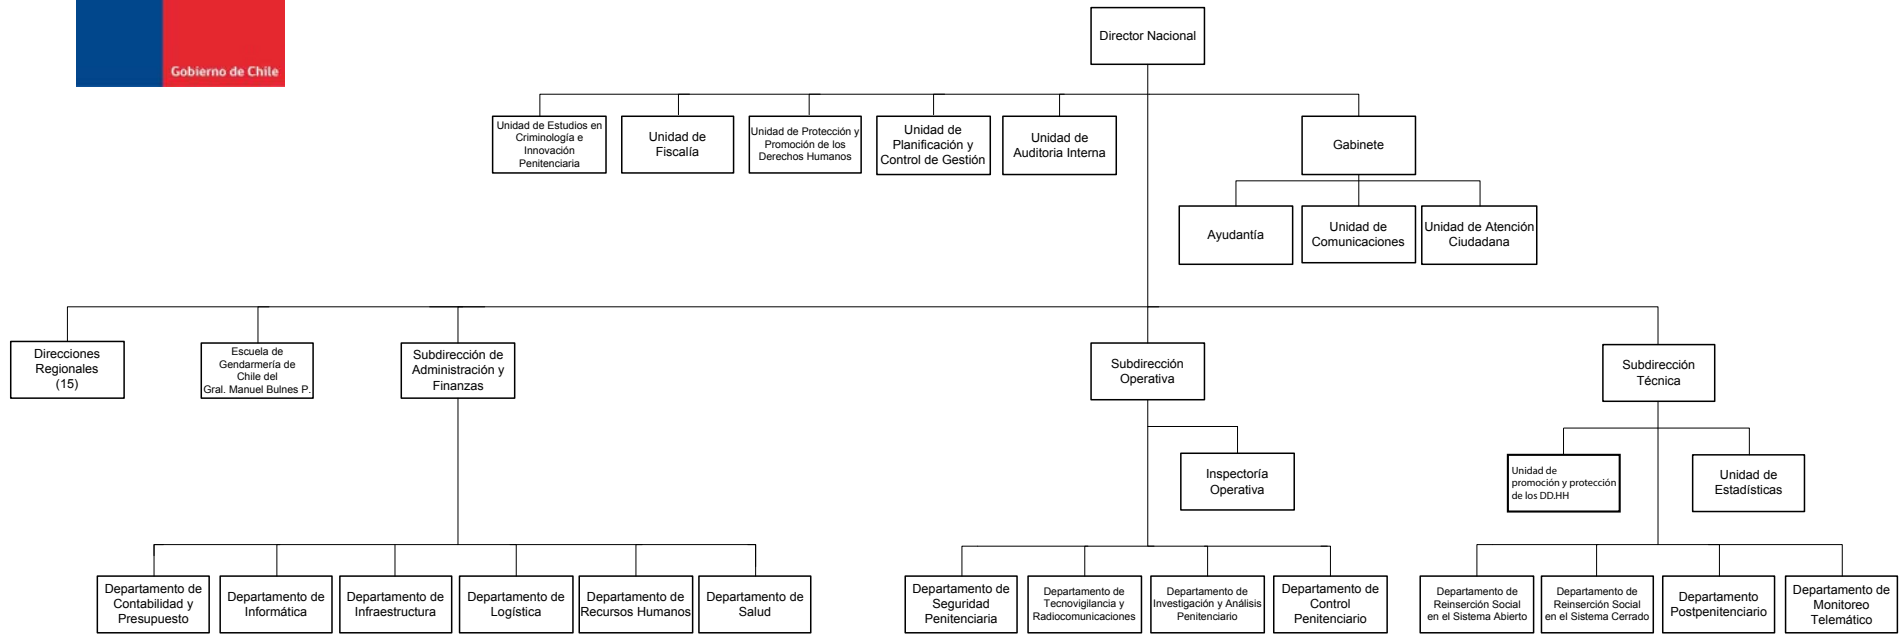 Gobierno de Chile
Director Nacional
Unidad de Estudios en
Criminología e
Innovación
Penitenciaria
Unidad de
Fiscalía
Unidad de Protección y
Promoción de los
Derechos Humanos
Unidad de
Planificación y
Control de Gestión
Unidad de
Auditoria Interna
Gabinete
Ayudantía
Unidad de
Comunicaciones
Unidad de Atención
Ciudadana
Direcciones
Regionales
(15)
Escuela de
Gendarmería de
Chile del
Gral. Manuel Bulnes P.
Subdirección de
Administración y
Finanzas
Subdirección
Operativa
Subdirección
Técnica
Inspectoría
Operativa
Unidad de
promoción y protección
de los DD.HH
Unidad de
Estadísticas
Departamento de
Contabilidad y
Presupuesto
Departamento de
Informática
Departamento de
Infraestructura
Departamento de
Logística
Departamento de
Recursos Humanos
Departamento de
Salud
Departamento de
Seguridad
Penitenciaria
Departamento de
Tecnovigilancia y
Radiocomunicaciones
Departamento de
Investigación y Análisis
Penitenciario
Departamento de
Control
Penitenciario
Departamento de
Reinserción Social
en el Sistema Abierto
Departamento de
Reinserción Social
en el Sistema Cerrado
Departamento
Postpenitenciario
Departamento de
Monitoreo
Telemático